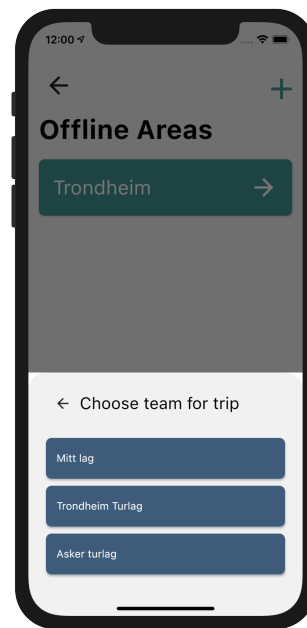 12:00
Offline Areas
Trondheim
Choose team for trip
Mitt lag
Trondheim Turlag
Asker turlag